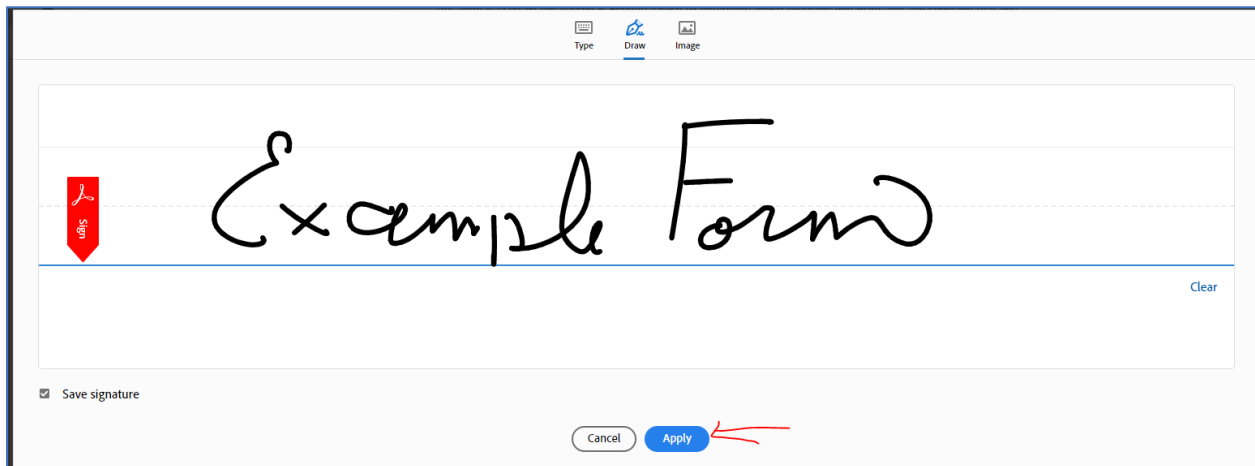 Type Draw Image
Sign
Example Form
Clear
Save signature
Cancel Apply